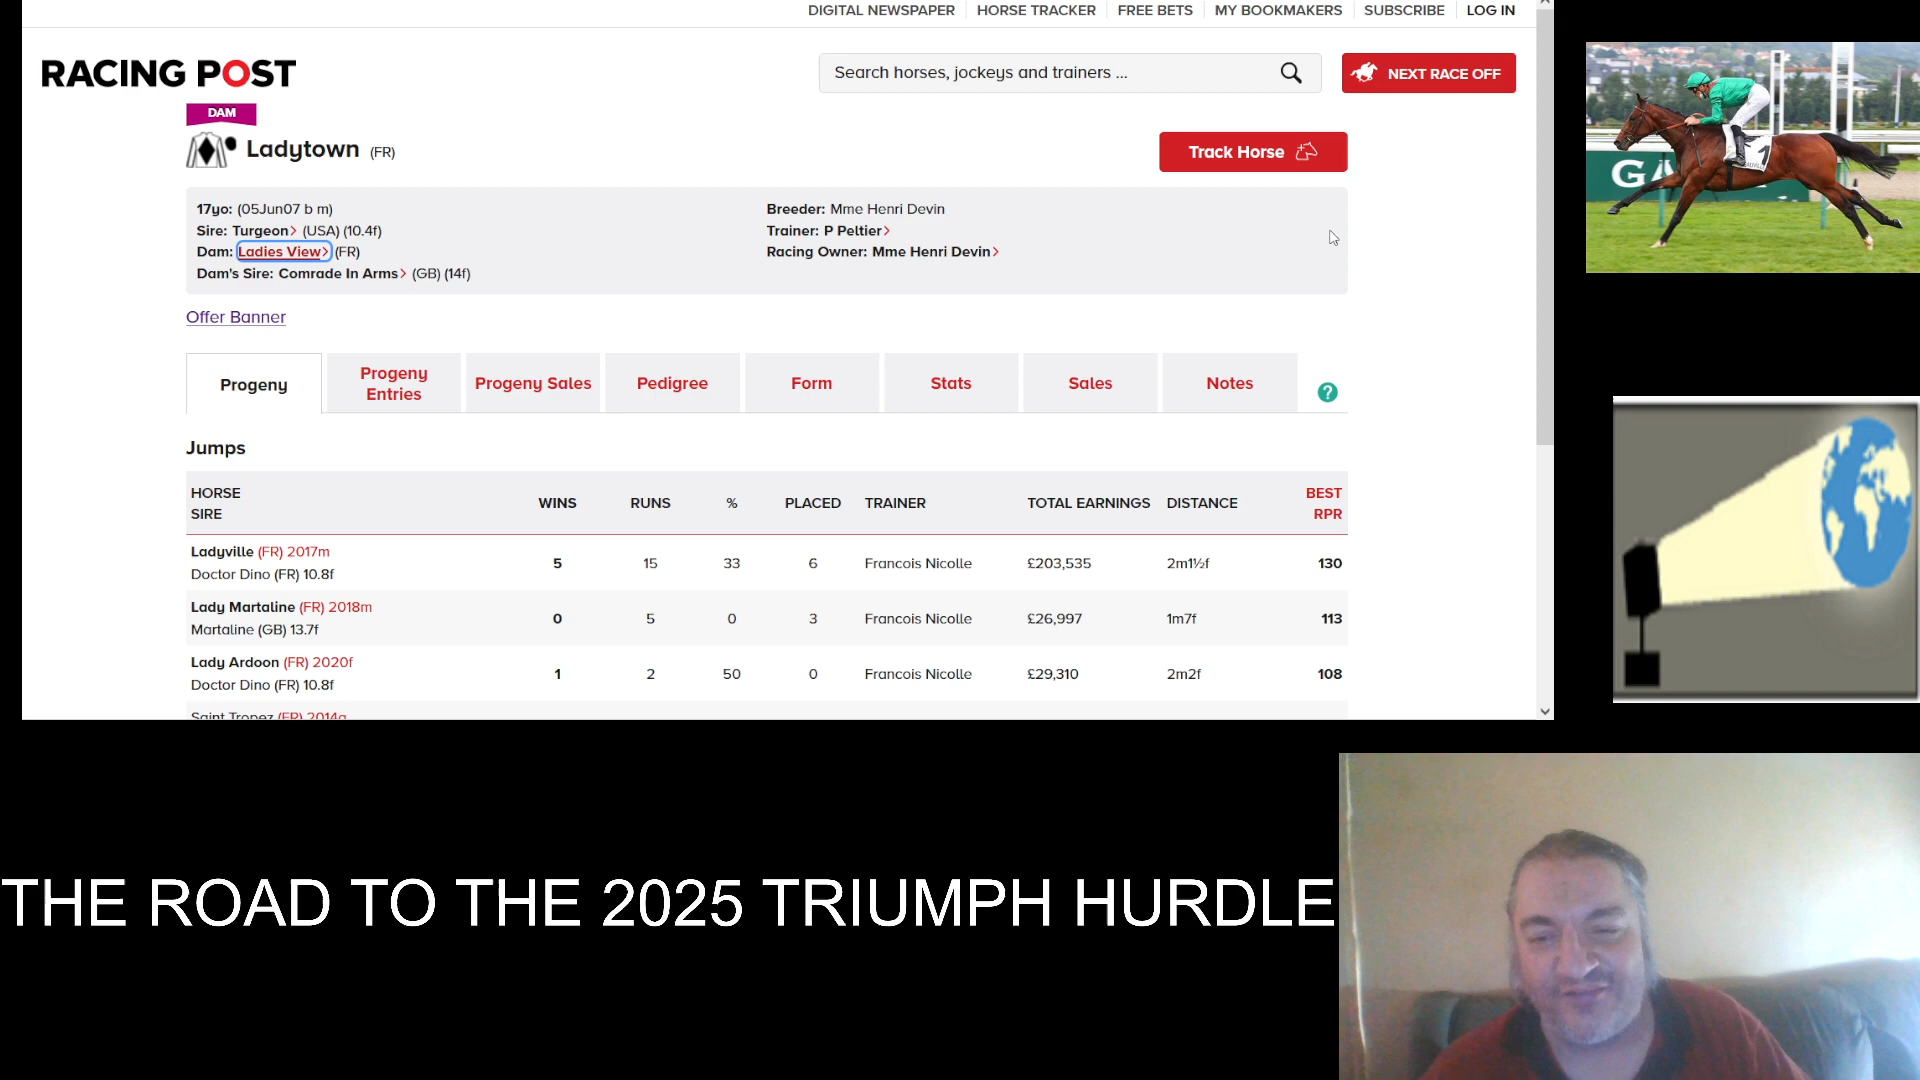 DIGITAL NEWSPAPER HORSE TRACKER FREE BETS MY BOOKMAKERS SUBSCRIBE LOG IN
RACING POST
Search horses, jockeys and trainers ...
NEXT RACE OFF
DAM
Ladytown (FR)
Track Horse
17yo: (05Jun07 b m)
Sire: Turgeon> (USA) (10.4f)
Dam: Ladies View> (FR)
Dam's Sire: Comrade In Arms> (GB) (14f)
Breeder: Mme Henri Devin
Trainer: P Peltier>
Racing Owner: Mme Henri Devin>
Offer Banner
Progeny
Progeny
Entries
Progeny Sales
Pedigree
Form
Stats
Sales
Notes
?
Jumps
HORSE
SIRE
WINS RUNS % PLACED TRAINER TOTAL EARNINGS DISTANCE
BEST
RPR
Ladyville (FR) 2017m
Doctor Dino (FR) 10.8f
5 15 33 6 Francois Nicolle £203,535 2m1½f 130
Lady Martaline (FR) 2018m
Martaline (GB) 13.7f
0 5 0 3 Francois Nicolle £26,997 1m7f 113
Lady Ardoon (FR) 2020f
Doctor Dino (FR) 10.8f
1 2 50 0 Francois Nicolle £29,310 2m2f 108
Saint Tropez (FR) 2014g
GA
1
THE ROAD TO THE 2025 TRIUMPH HURDLE